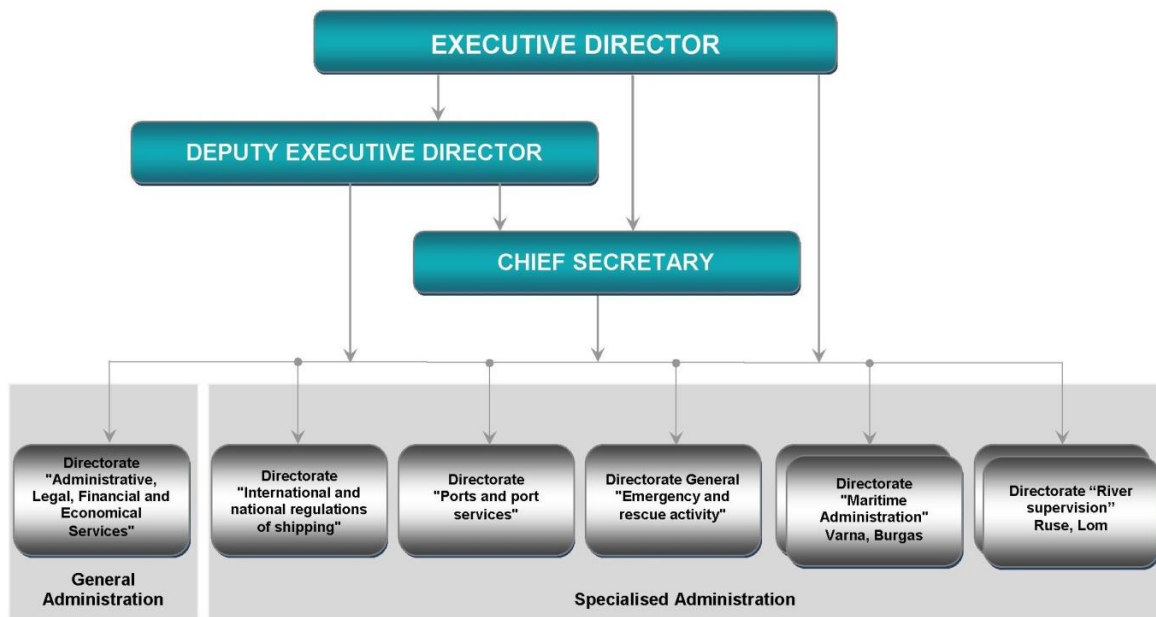 EXECUTIVE DIRECTOR
DEPUTY EXECUTIVE DIRECTOR
CHIEF SECRETARY
Directorate
"Administrative,
Legal, Financial and
Economical
Services"
Directorate
"International and
national regulations
of shipping"
Directorate
"Ports and port
services"
Directorate General
"Emergency and
rescue activity"
Directorate
"Maritime
Administration"
Varna, Burgas
Directorate “River
supervision”
Ruse, Lom
General
Administration
Specialised Administration